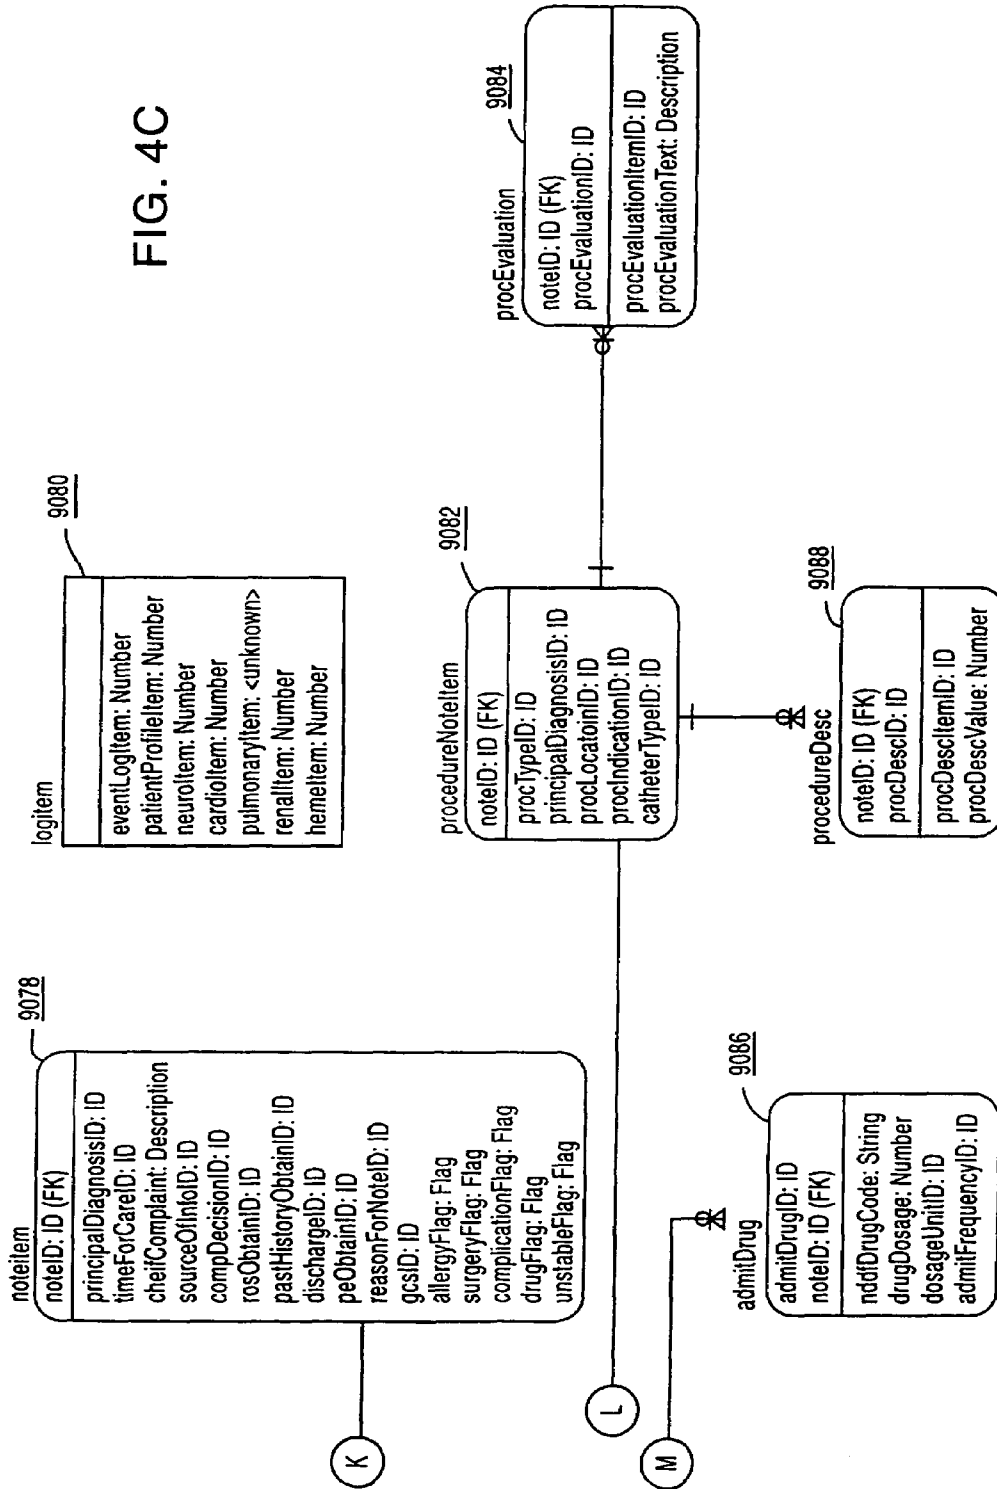 FIG. 4C
noteitem
9078
noteID: ID (FK)
principalDiagnosisID: ID
timeForCareID: ID
cheifComplaint: Description
sourceOfInfoID: ID
compDecisionID: ID
rosObtainID: ID
pastHistoryObtainID: ID
dischargeID: ID
peObtainID: ID
reasonForNoteID: ID
gcsID: ID
allergyFlag: Flag
surgeryFlag: Flag
complicationFlag: Flag
drugFlag: Flag
unstableFlag: Flag
K
logitem
9080
eventLogItem: Number
patientProfileItem: Number
neuroItem: Number
cardioItem: Number
pulmonaryItem: <unknown>
renalItem: Number
hemeItem: Number
L
procedureNoteItem
9082
noteID: ID (FK)
procTypeID: ID
principalDiagnosisID: ID
procLocatoinID: ID
procIndicationID: ID
catheterTypeID: ID
procEvaluation
9084
noteID: ID (FK)
procEvaluationID: ID
procEvaluationItemID: ID
procEvaluationText: Description
M
admitDrug
9086
admitDrugID: ID
noteID: ID (FK)
nddfDrugCode: String
drugDosage: Number
dosageUnitID: ID
admitFrequencyID: ID
procedureDesc
9088
noteID: ID (FK)
procDescID: ID
procDescItemID: ID
procDescValue: Number